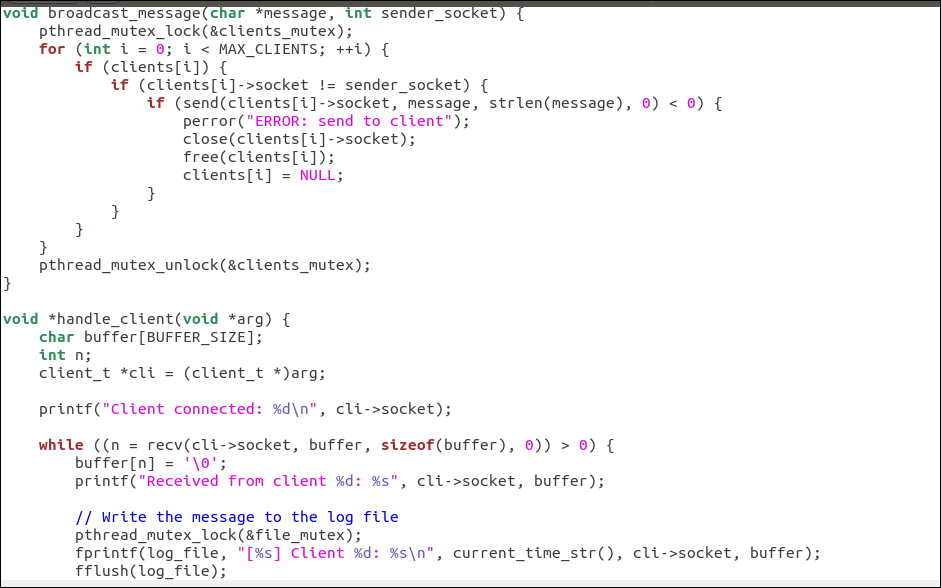 void broadcast_message(char *message, int sender_socket) {
    pthread_mutex_lock(&clients_mutex);
    for (int i = 0; i < MAX_CLIENTS; ++i) {
        if (clients[i]) {
            if (clients[i]->socket != sender_socket) {
                if (send(clients[i]->socket, message, strlen(message), 0) < 0) {
                    perror("ERROR: send to client");
                    close(clients[i]->socket);
                    free(clients[i]);
                    clients[i] = NULL;
                }
            }
        }
    }
    pthread_mutex_unlock(&clients_mutex);
}

void *handle_client(void *arg) {
    char buffer[BUFFER_SIZE];
    int n;
    client_t *cli = (client_t *)arg;

    printf("Client connected: %d\n", cli->socket);

    while ((n = recv(cli->socket, buffer, sizeof(buffer), 0)) > 0) {
        buffer[n] = '\0';
        printf("Received from client %d: %s", cli->socket, buffer);

        // Write the message to the log file
        pthread_mutex_lock(&file_mutex);
        fprintf(log_file, "[%s] Client %d: %s\n", current_time_str(), cli->socket, buffer);
        fflush(log_file);